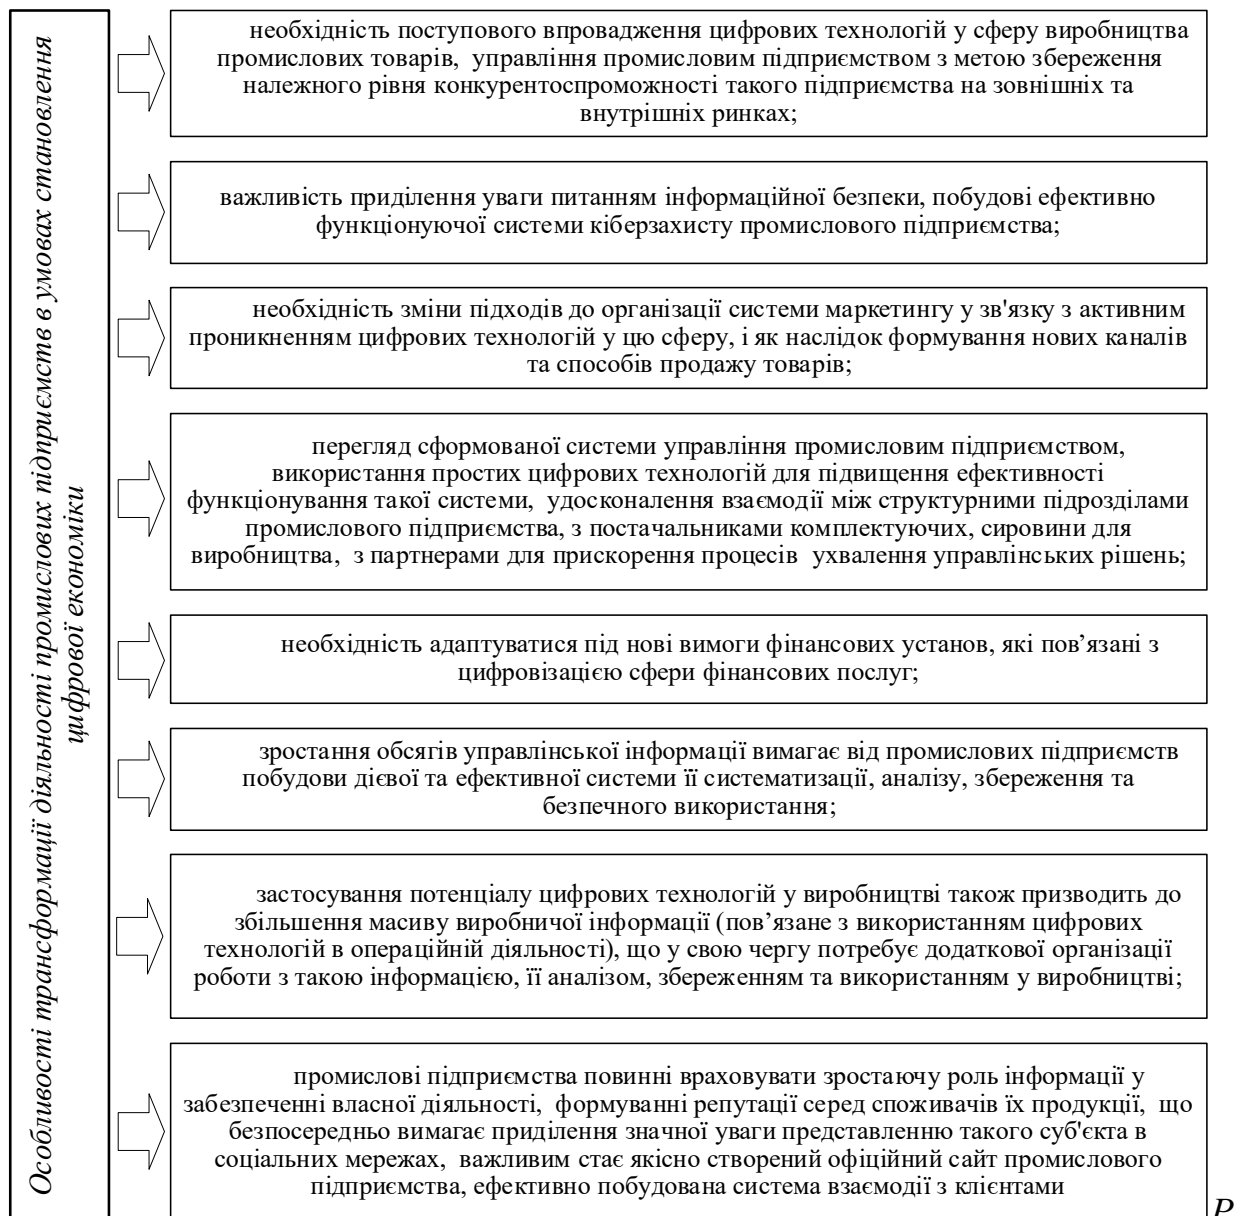 Особливості трансформації діяльності промислових підприємств в умовах становлення
цифрової економіки
необхідність поступового впровадження цифрових технологій у сферу виробництва
промислових товарів, управління промисловим підприємством з метою збереження
належного рівня конкурентоспроможності такого підприємства на зовнішніх та
внутрішніх ринках;
важливість приділення уваги питанням інформаційної безпеки, побудові ефективно
функціонуючої системи кіберзахисту промислового підприємства;
необхідність зміни підходів до організації системи маркетингу у зв'язку з активним
проникненням цифрових технологій у цю сферу, і як наслідок формування нових каналів
та способів продажу товарів;
перегляд сформованої системи управління промисловим підприємством,
використання простих цифрових технологій для підвищення ефективності
функціонування такої системи, удосконалення взаємодії між структурними підрозділами
промислового підприємства, з постачальниками комплектуючих, сировини для
виробництва, з партнерами для прискорення процесів ухвалення управлінських рішень;
необхідність адаптуватися під нові вимоги фінансових установ, які пов’язані з
цифровізацією сфери фінансових послуг;
зростання обсягів управлінської інформації вимагає від промислових підприємств
побудови дієвої та ефективної системи її систематизації, аналізу, збереження та
безпечного використання;
застосування потенціалу цифрових технологій у виробництві також призводить до
збільшення масиву виробничої інформації (пов’язане з використанням цифрових
технологій в операційній діяльності), що у свою чергу потребує додаткової організації
роботи з такою інформацією, її аналізом, збереженням та використанням у виробництві;
промислові підприємства повинні враховувати зростаючу роль інформації у
забезпеченні власної діяльності, формуванні репутації серед споживачів їх продукції, що
безпосередньо вимагає приділення значної уваги представленню такого суб'єкта в
соціальних мережах, важливим стає якісно створений офіційний сайт промислового
підприємства, ефективно побудована система взаємодії з клієнтами
Р